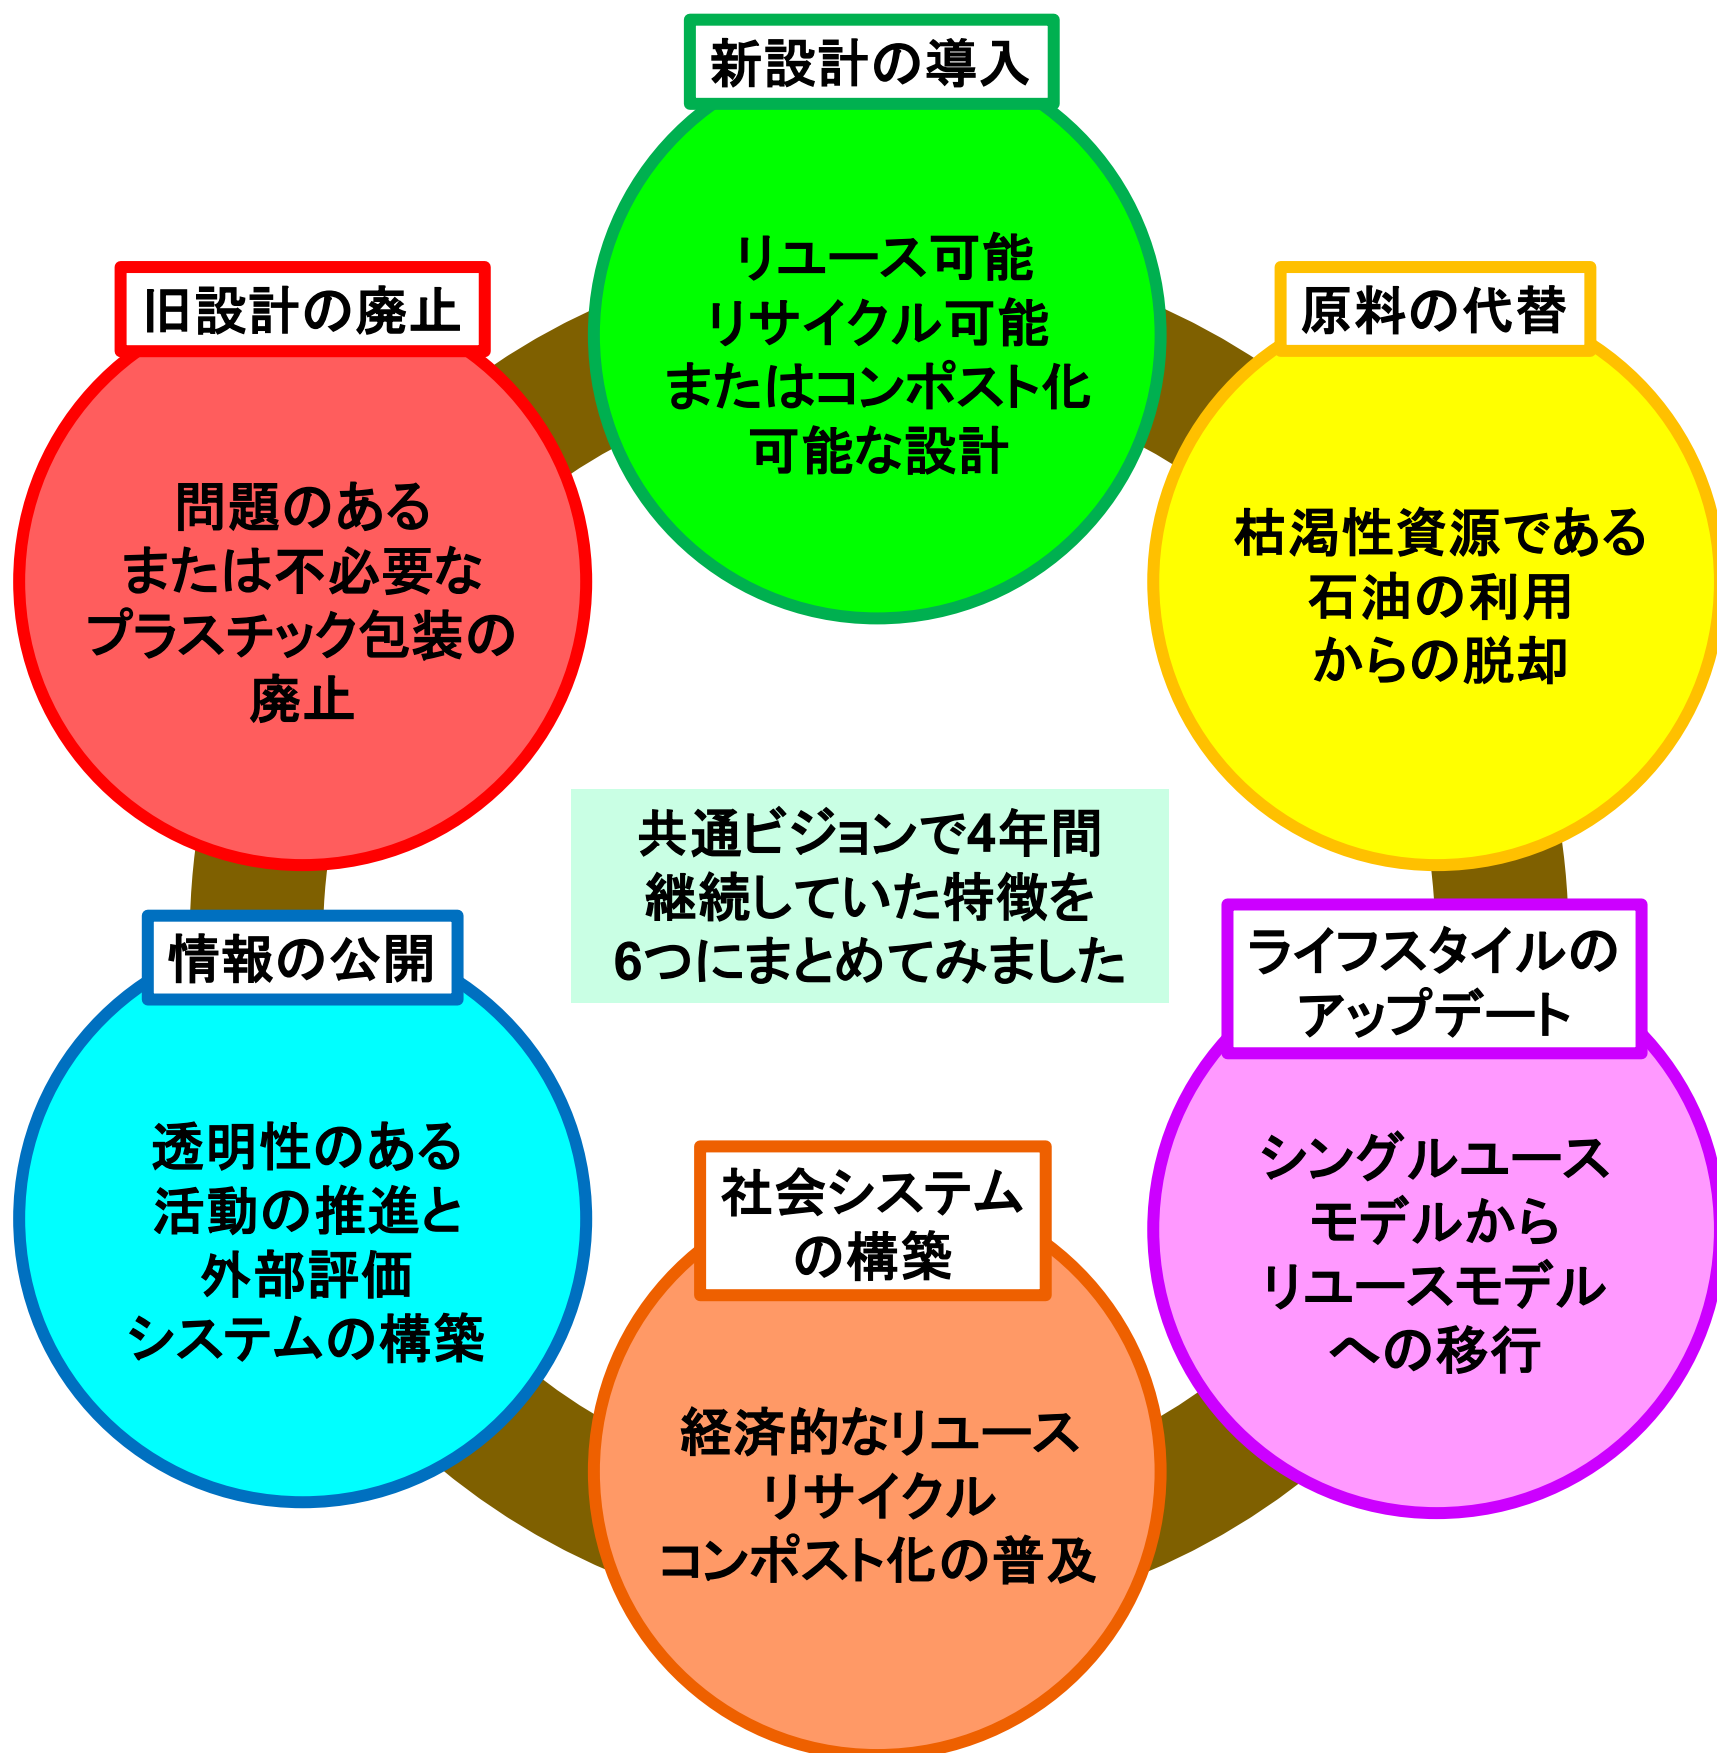 新設計の導入
リユース可能
リサイクル可能
またはコンポスト化
可能な設計
原料の代替
枯渇性資源である
石油の利用
からの脱却
ライフスタイルの
アップデート
シングルユース
モデルから
リユースモデル
への移行
社会システム
の構築
経済的なリユース
リサイクル
コンポスト化の普及
情報の公開
透明性のある
活動の推進と
外部評価
システムの構築
旧設計の廃止
問題のある
または不必要な
プラスチック包装の
廃止
共通ビジョンで4年間
継続していた特徴を
6つにまとめてみました